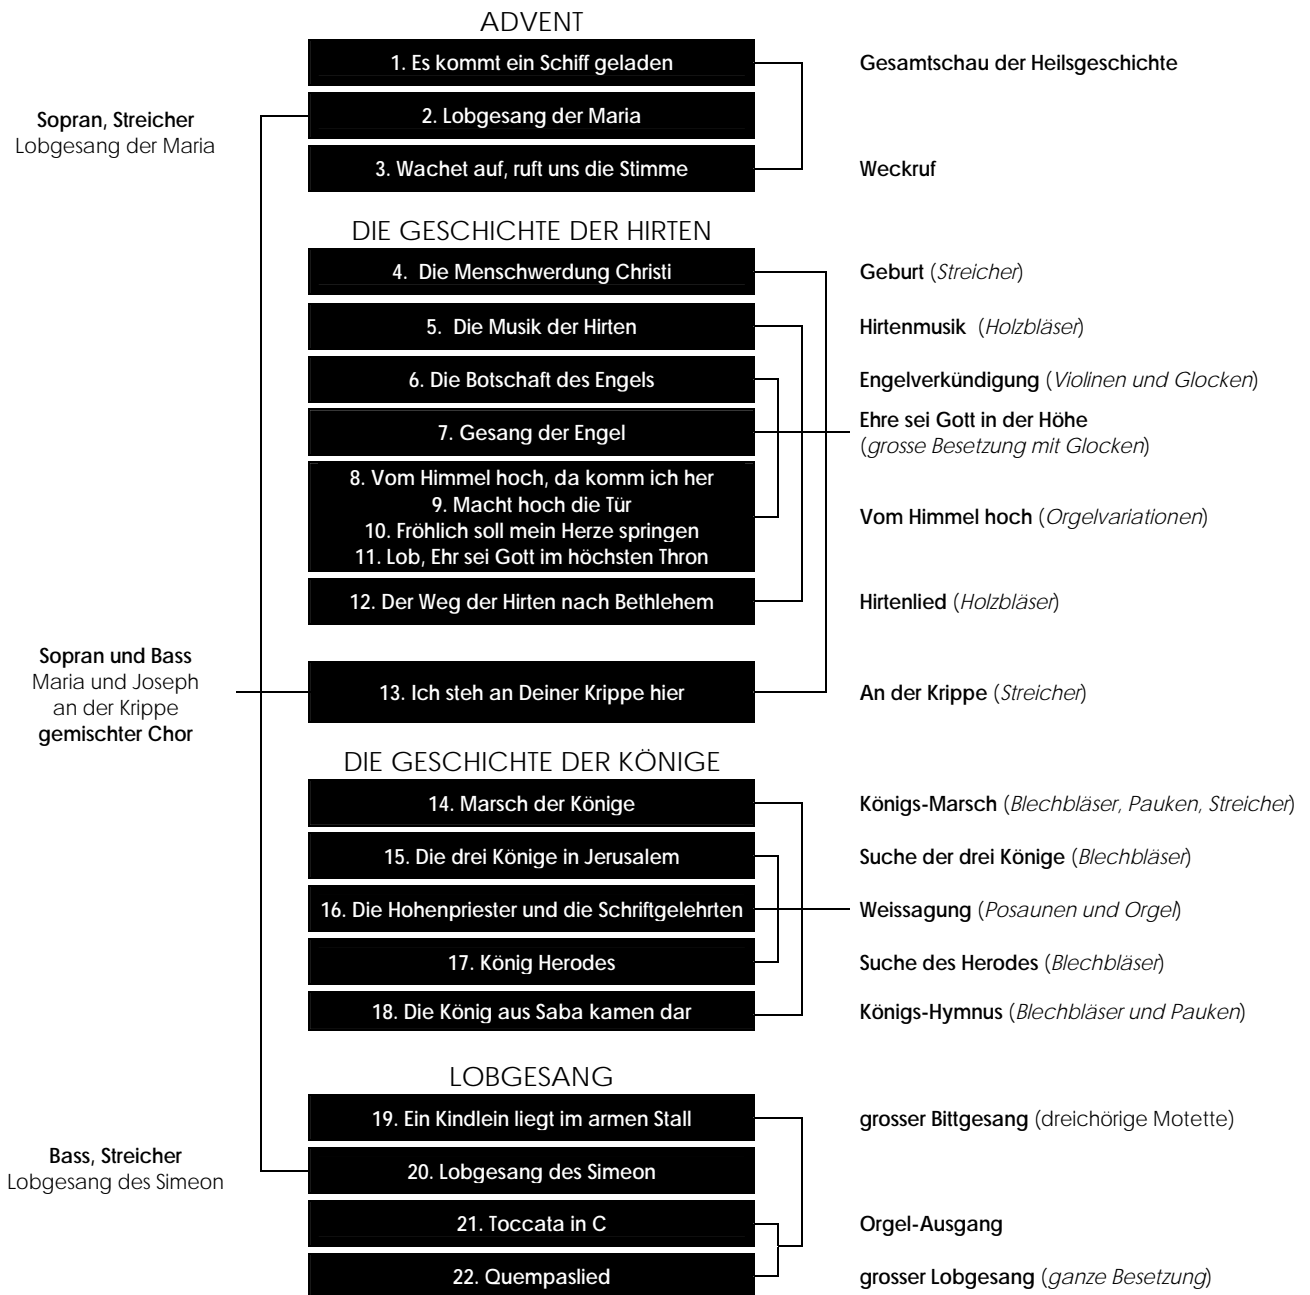 ADVENT
1. Es kommt ein Schiff geladen
Gesamtschau der Heilsgeschichte
Sopran, Streicher
Lobgesang der Maria
2. Lobgesang der Maria
3. Wachet auf, ruft uns die Stimme
Weckruf
DIE GESCHICHTE DER HIRTEN
4. Die Menschwerdung Christi
Geburt (Streicher)
5. Die Musik der Hirten
Hirtenmusik (Holzbläser)
6. Die Botschaft des Engels
Engelverkündigung (Violinen und Glocken)
7. Gesang der Engel
Ehre sei Gott in der Höhe
(grosse Besetzung mit Glocken)
8. Vom Himmel hoch, da komm ich her
9. Macht hoch die Tür
10. Fröhlich soll mein Herze springen
11. Lob, Ehr sei Gott im höchsten Thron
Vom Himmel hoch (Orgelvariationen)
12. Der Weg der Hirten nach Bethlehem
Hirtenlied (Holzbläser)
Sopran und Bass
Maria und Joseph
an der Krippe
gemischter Chor
13. Ich steh an Deiner Krippe hier
An der Krippe (Streicher)
DIE GESCHICHTE DER KÖNIGE
14. Marsch der Könige
Königs-Marsch (Blechbläser, Pauken, Streicher)
15. Die drei Könige in Jerusalem
Suche der drei Könige (Blechbläser)
16. Die Hohenpriester und die Schriftgelehrten
Weissagung (Posaunen und Orgel)
17. König Herodes
Suche des Herodes (Blechbläser)
18. Die König aus Saba kamen dar
Königs-Hymnus (Blechbläser und Pauken)
LOBGESANG
19. Ein Kindlein liegt im armen Stall
grosser Bittgesang (dreichörige Motette)
Bass, Streicher
Lobgesang des Simeon
20. Lobgesang des Simeon
21. Toccata in C
Orgel-Ausgang
22. Quempaslied
grosser Lobgesang (ganze Besetzung)